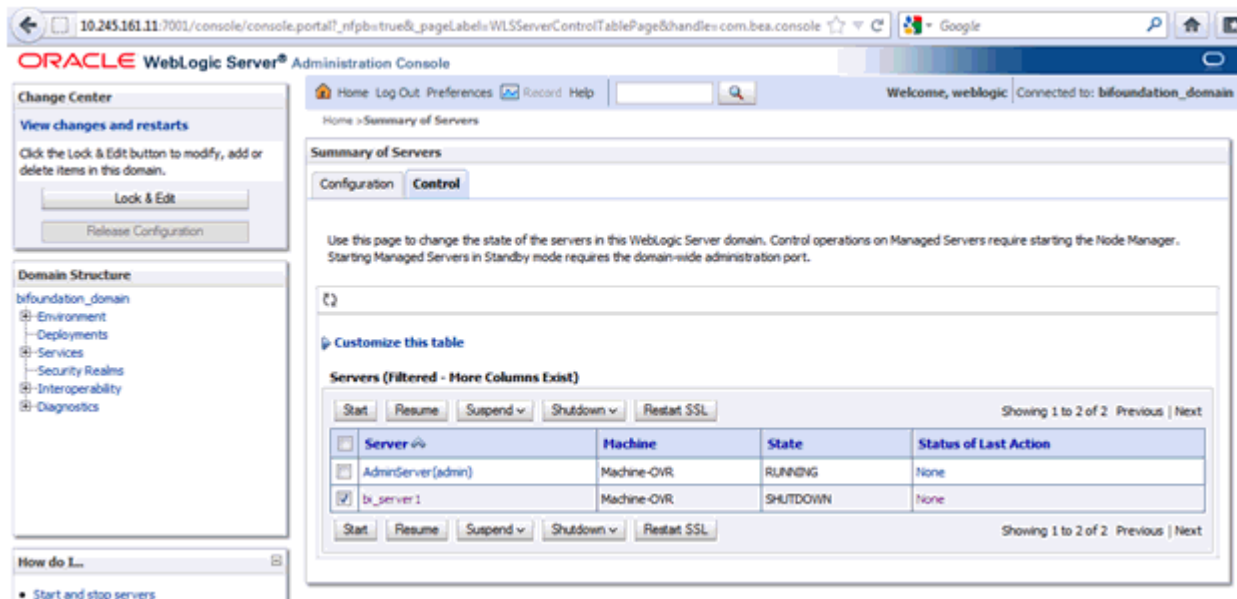 10.245.161.11:7001/console/console.portal?_nfpb=true&_pageLabel=WLSServerControlTablePage&handle=com.bea.console
Google
ORACLE WebLogic Server® Administration Console
Change Center
View changes and restarts
Click the Lock & Edit button to modify, add or
delete items in this domain.
Lock & Edit
Release Configuration
Domain Structure
bifoundation_domain
Environment
Deployments
Services
Security Realms
Interoperability
Diagnostics
How do I...
Start and stop servers
Home Log Out Preferences Record Help
Welcome, weblogic Connected to: bifoundation_domain
Home >Summary of Servers
Summary of Servers
Configuration Control
Use this page to change the state of the servers in this WebLogic Server domain. Control operations on Managed Servers require starting the Node Manager.
Starting Managed Servers in Standby mode requires the domain-wide administration port.
Customize this table
Servers (Filtered - More Columns Exist)
Start Resume Suspend Shutdown Restart SSL Showing 1 to 2 of 2 Previous | Next
Server Machine State Status of Last Action
AdminServer(admin) Machine-OVR RUNNING None
bi_server1 Machine-OVR SHUTDOWN None
Start Resume Suspend Shutdown Restart SSL Showing 1 to 2 of 2 Previous | Next